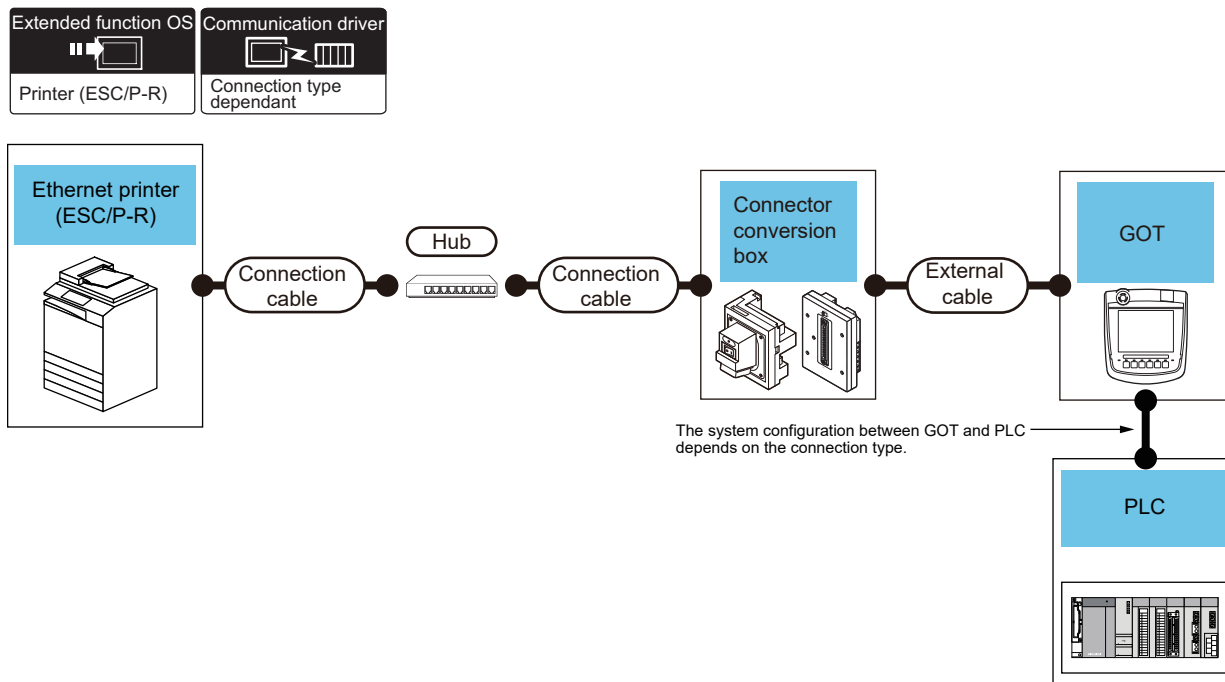 Extended function OS
Printer (ESC/P-R)
Communication driver
Connection type
dependant
Ethernet printer
(ESC/P-R)
Connection
cable
Hub
Connection
cable
Connector
conversion
box
External
cable
GOT
The system configuration between GOT and PLC
depends on the connection type.
PLC